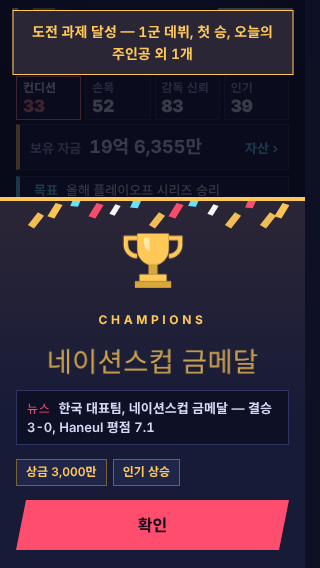 도전 과제 달성 — 1군 데뷔, 첫 승, 오늘의
주인공 외 1개
컨디션 손목 감독 신뢰 인기
33 52 83 39
보유 자금 19억 6,355만 자산 ›
목표 올해 플레이오프 시리즈 승리
CHAMPIONS
네이션스컵 금메달
뉴스 한국 대표팀, 네이션스컵 금메달 — 결승
3-0, Haneul 평점 7.1
상금 3,000만 인기 상승
확인